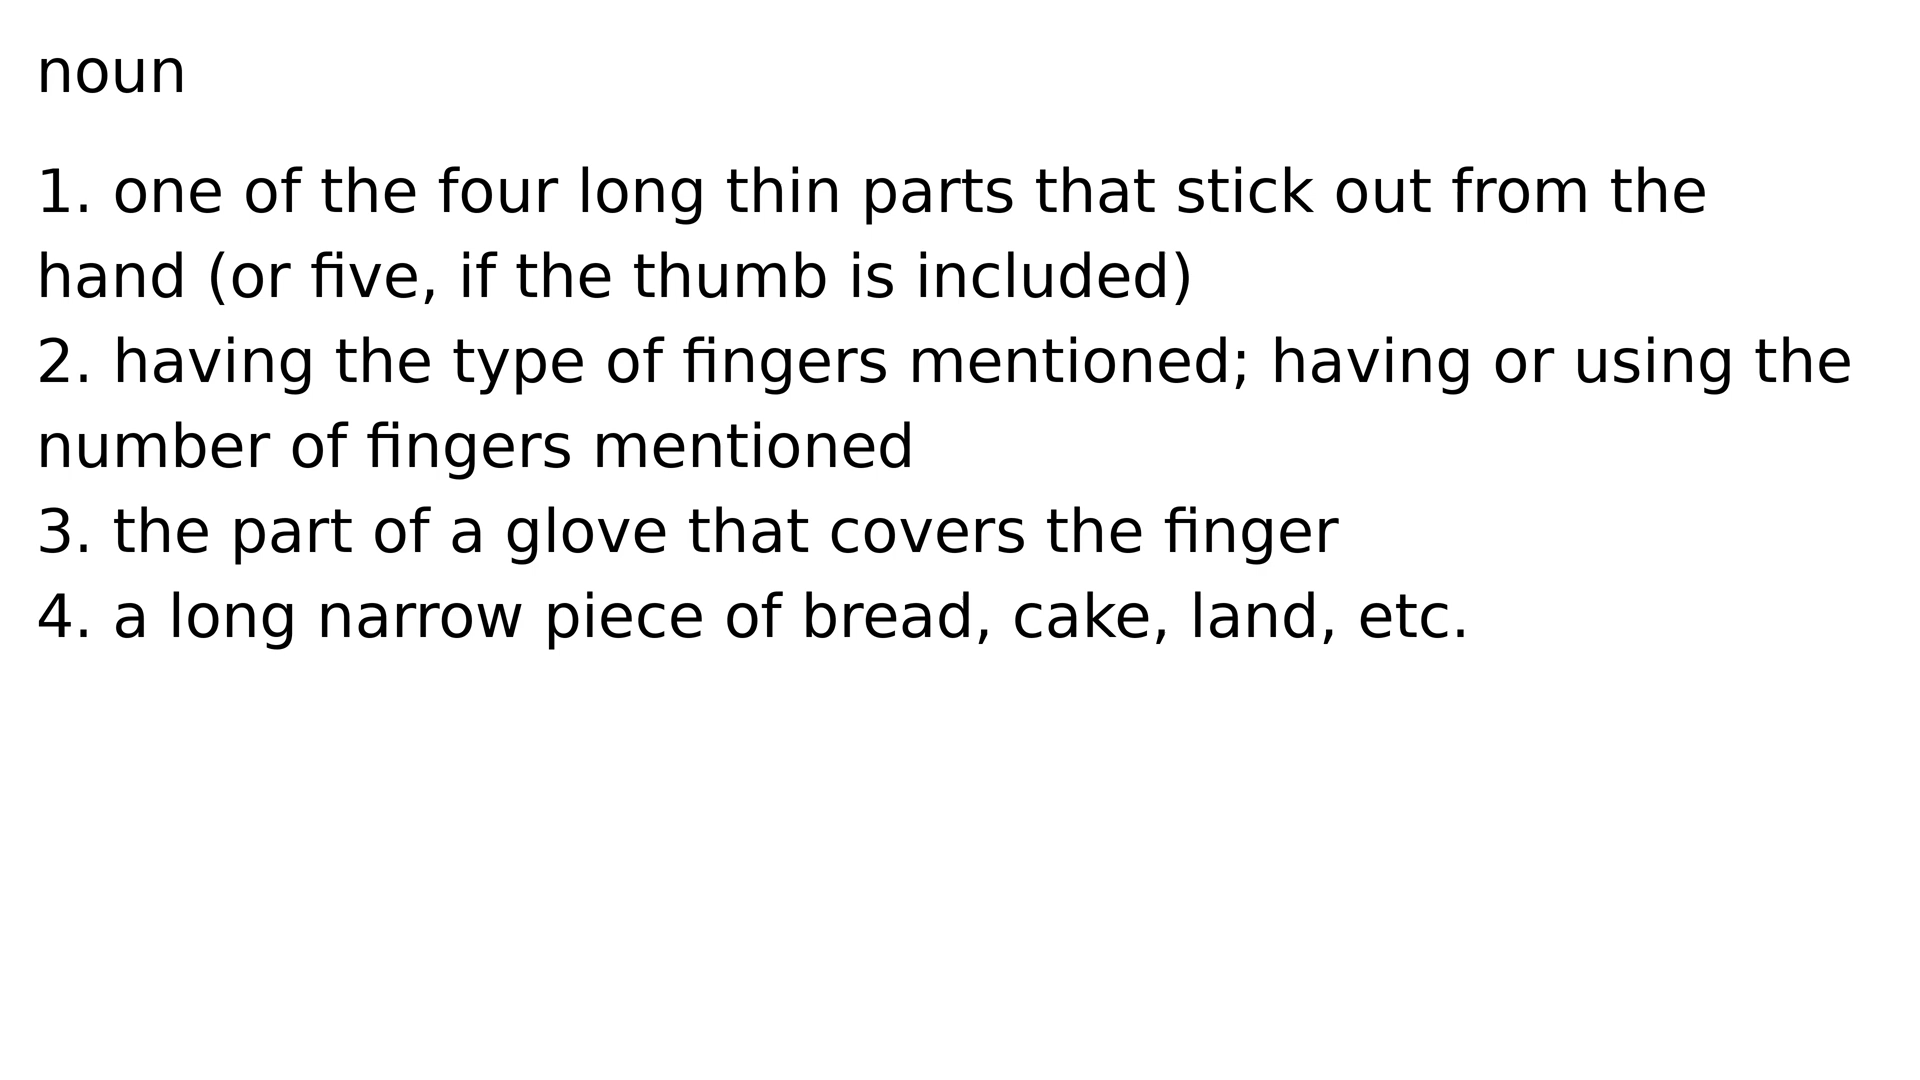 noun
1. one of the four long thin parts that stick out from the
hand (or five, if the thumb is included)
2. having the type of fingers mentioned; having or using the
number of fingers mentioned
3. the part of a glove that covers the finger
4. a long narrow piece of bread, cake, land, etc.